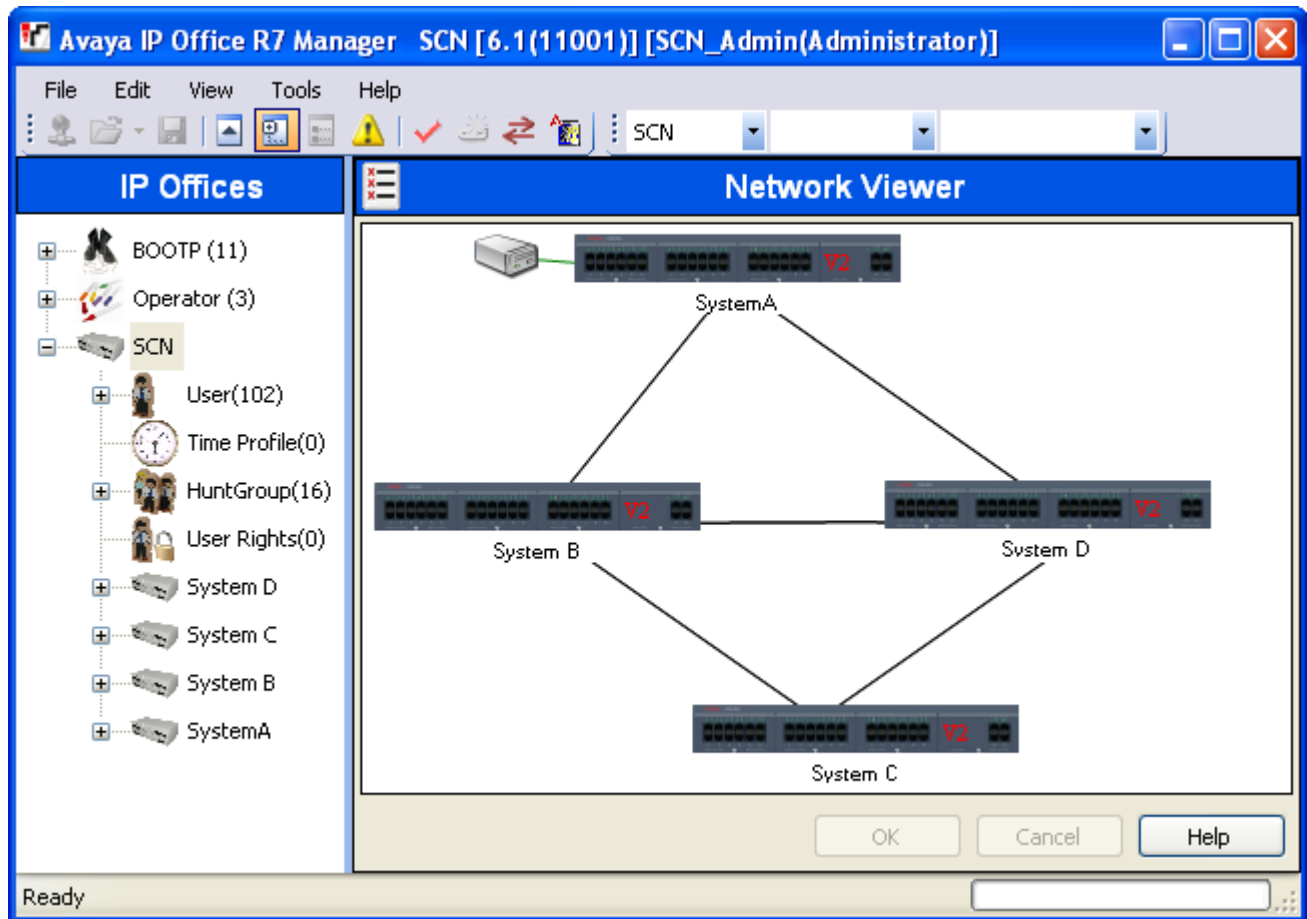 Avaya IP Office R7 Manager SCN [6.1(11001)] [SCN_Admin(Administrator)]
File Edit View Tools Help
SCN
IP Offices
BOOTP (11)
Operator (3)
SCN
User(102)
Time Profile(0)
HuntGroup(16)
User Rights(0)
System D
System C
System B
SystemA
Network Viewer
V2
SystemA
V2
System B
V2
System D
V2
System C
OK Cancel Help
Ready